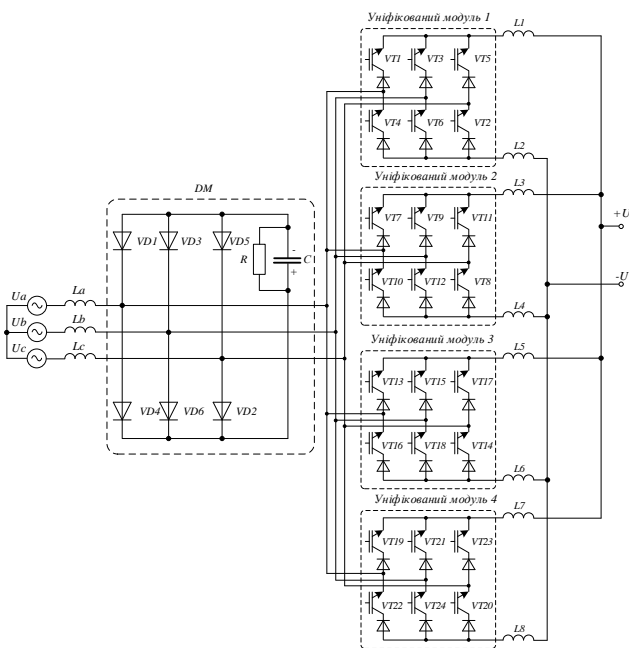 Уніфікований модуль 1
L1
VT1
VT3
VT5
VT4
VT6
VT2
L2
Уніфікований модуль 2
L3
DM
VT7
VT9
VT11
+U
VD1
VD3
VD5
R
-
C
+
VT10
VT12
VT8
-U
La
Ua
L4
Lb
Ub
Lc
Uc
Уніфікований модуль 3
L5
VT13
VT15
VT17
VD4
VD6
VD2
VT16
VT18
VT14
L6
Уніфікований модуль 4
L7
VT19
VT21
VT23
VT22
VT24
VT20
L8